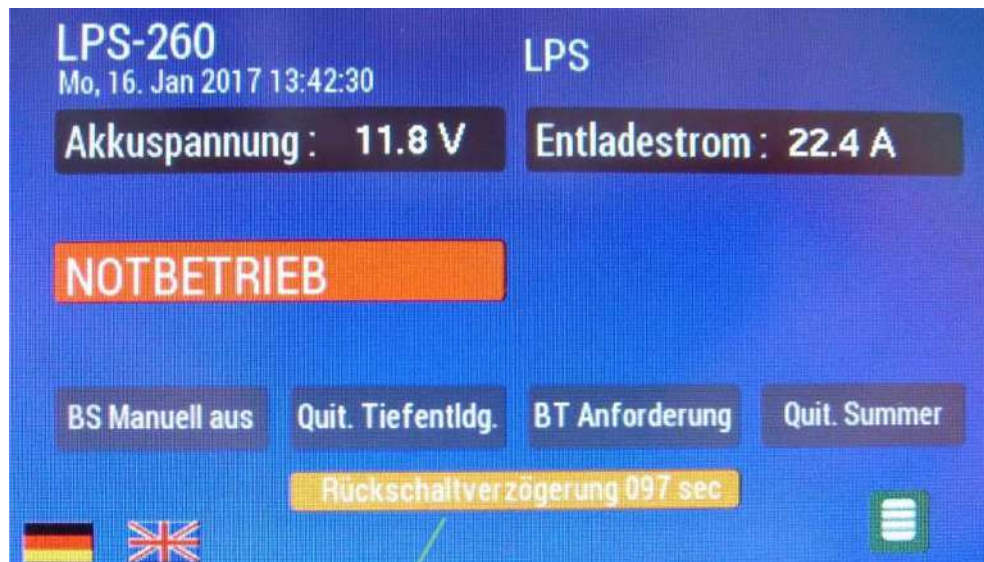 LPS-260
LPS
Mo, 16. Jan 2017 13:42:30
Akkuspannung : 11.8 V
Entladestrom : 22.4 A
NOTBETRIEB
BS Manuell aus
Quit. Tiefentldg.
BT Anforderung
Quit. Summer
Rückschaltverzögerung 097 sec